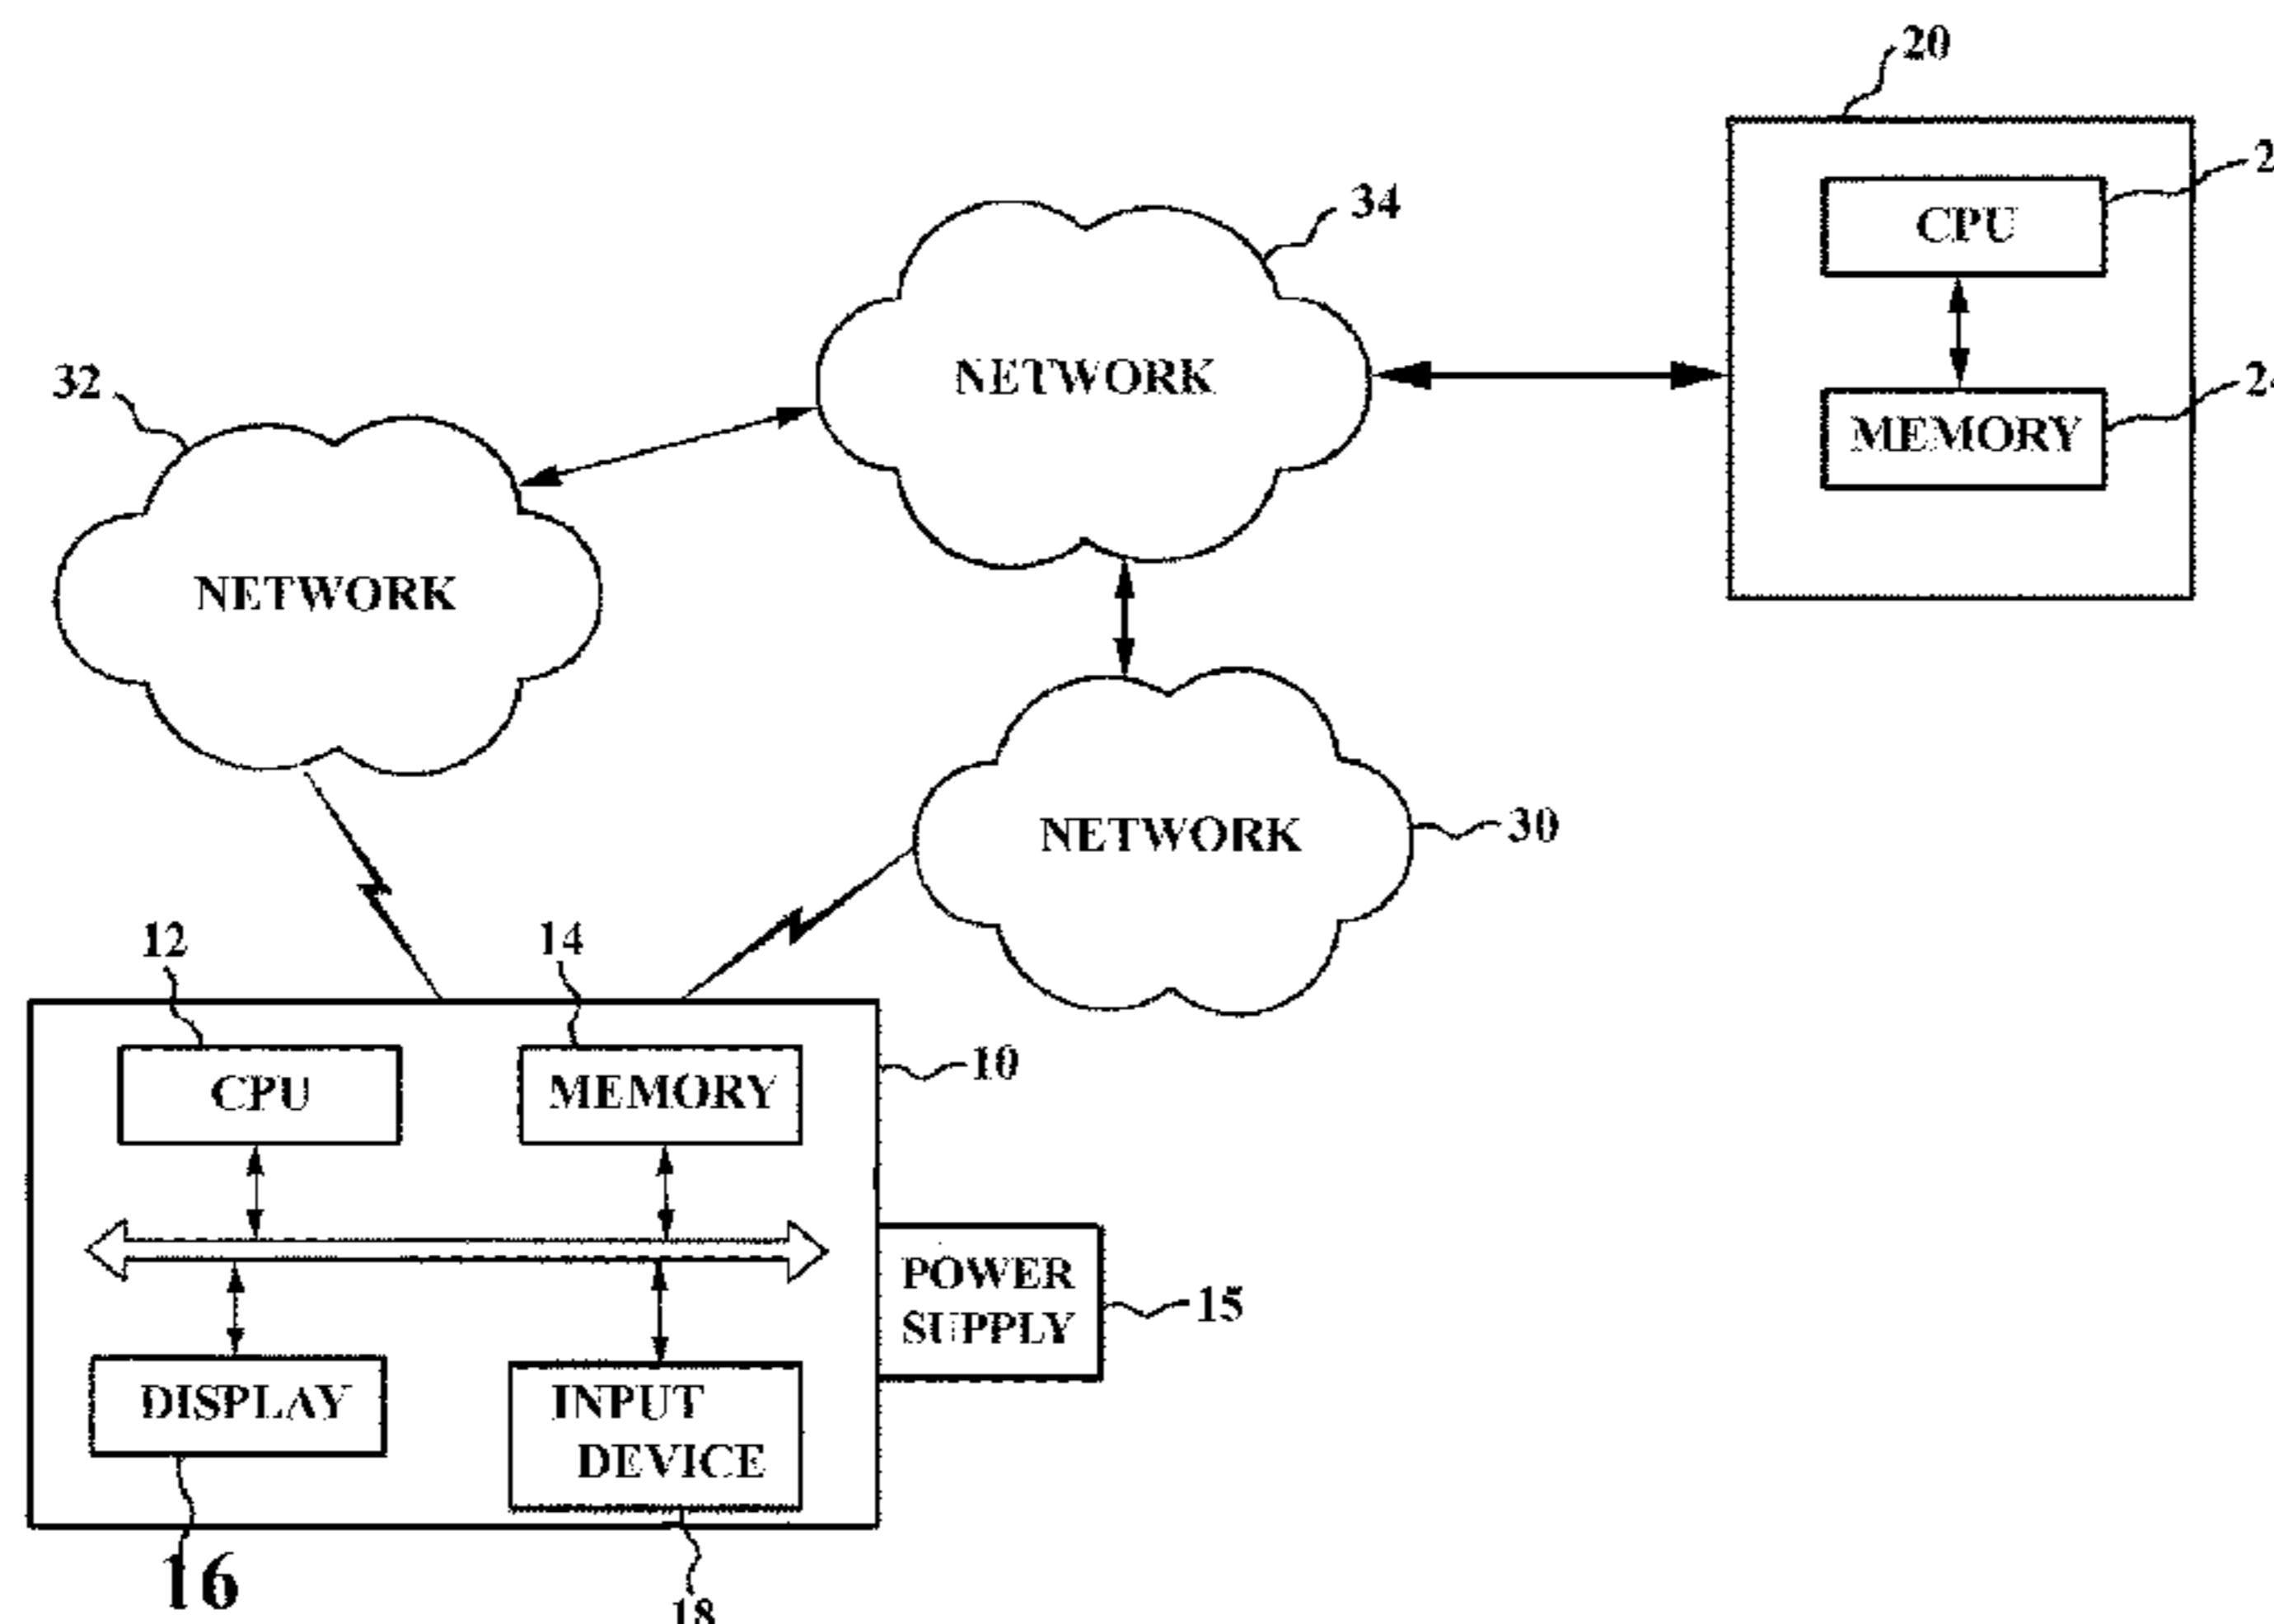 20
CPU
34
NETWORK
32
MEMORY
NETWORK
30
NETWORK
12
14
10
CPU
MEMORY
POWER
SUPPLY
15
DISPLAY
INPUT
DEVICE
16
18